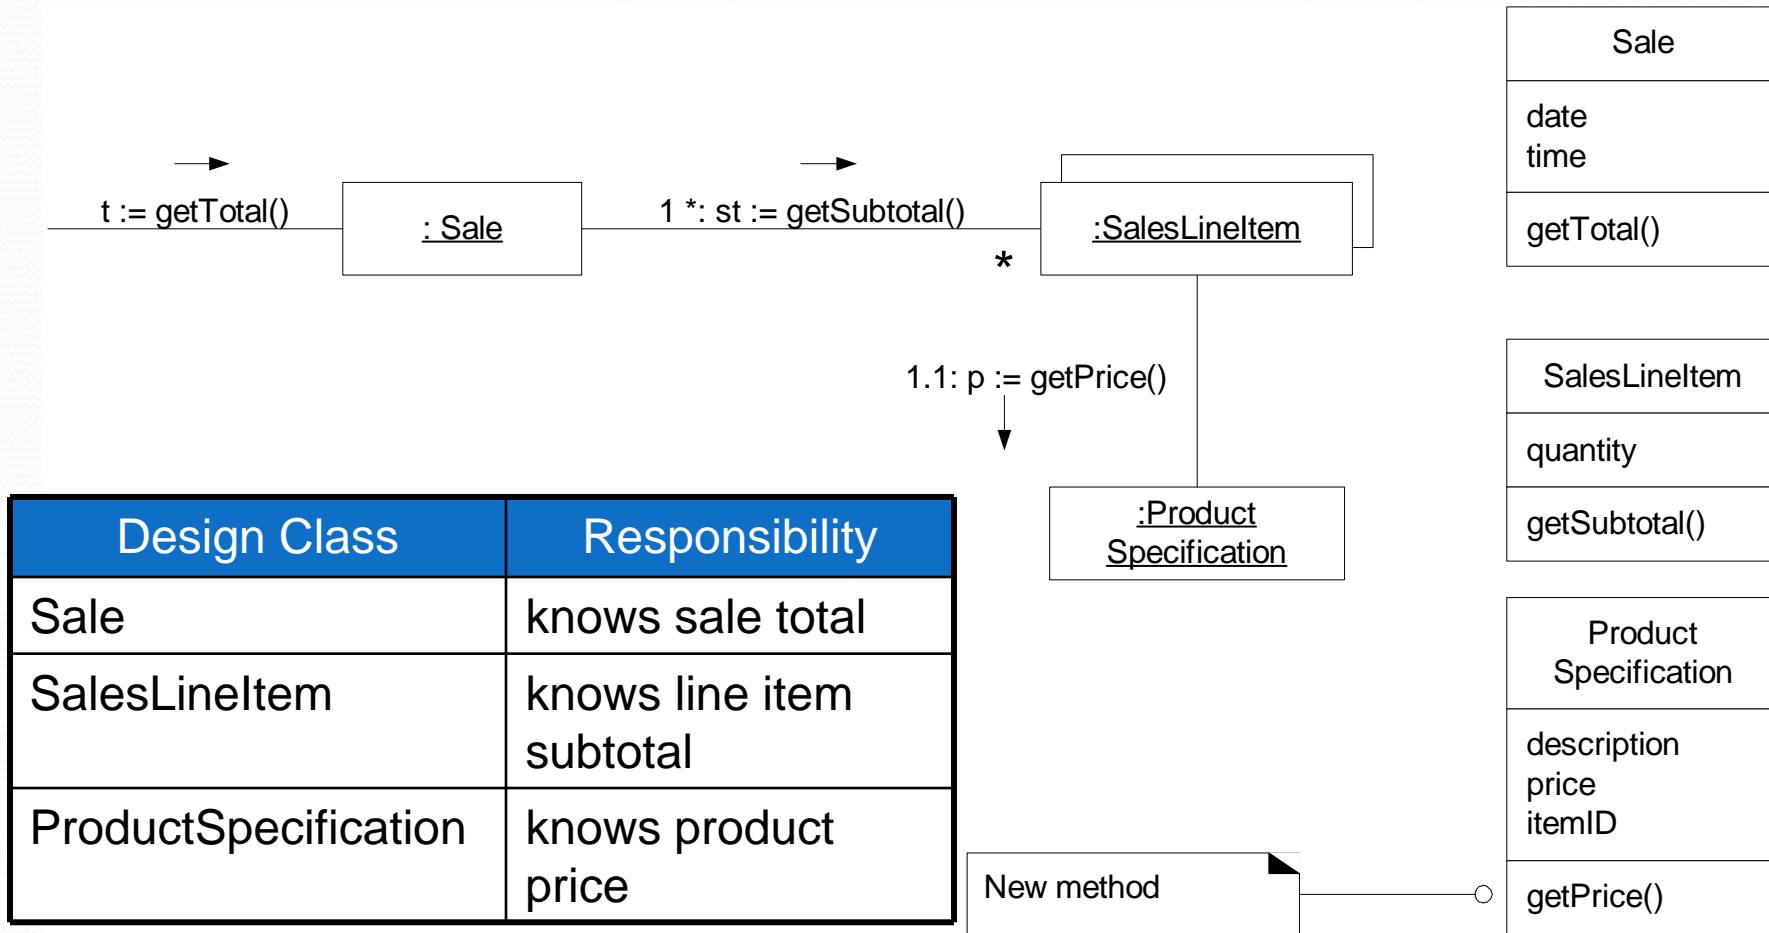 t := getTotal()
: Sale
1 *: st := getSubtotal()
*
:SalesLineItem
1.1: p := getPrice()
:Product
Specification
Design Class Responsibility
Sale knows sale total
SalesLineItem knows line item
subtotal
ProductSpecification knows product
price
New method
Sale
date
time
getTotal()
SalesLineItem
quantity
getSubtotal()
Product
Specification
description
price
itemID
getPrice()